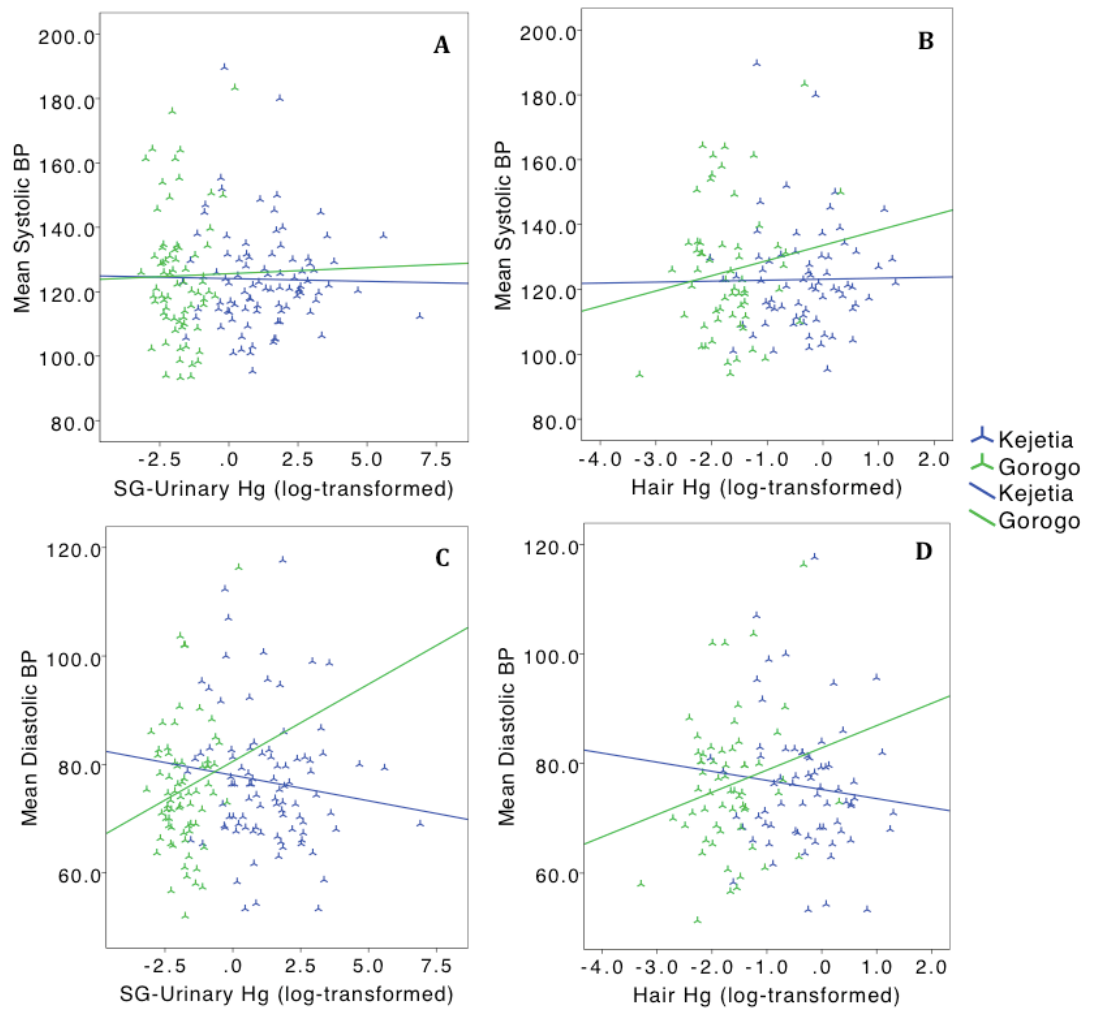 A
200.0
180.0
160.0
140.0
120.0
100.0
80.0
Mean Systolic BP
-2.5 .0 2.5 5.0 7.5
SG-Urinary Hg (log-transformed)
B
200.0
180.0
160.0
140.0
120.0
100.0
80.0
Mean Systolic BP
-4.0 -3.0 -2.0 -1.0 .0 1.0 2.0
Hair Hg (log-transformed)
Kejetia
Gorogo
Kejetia
Gorogo
C
120.0
100.0
80.0
60.0
Mean Diastolic BP
-2.5 .0 2.5 5.0 7.5
SG-Urinary Hg (log-transformed)
D
120.0
100.0
80.0
60.0
Mean Diastolic BP
-4.0 -3.0 -2.0 -1.0 .0 1.0 2.0
Hair Hg (log-transformed)